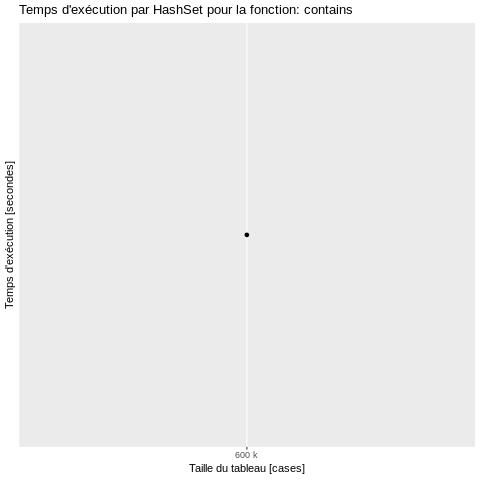 Temps d'exécution par HashSet pour la fonction: contains
Temps d'exécution [secondes]
600 k
Taille du tableau [cases]